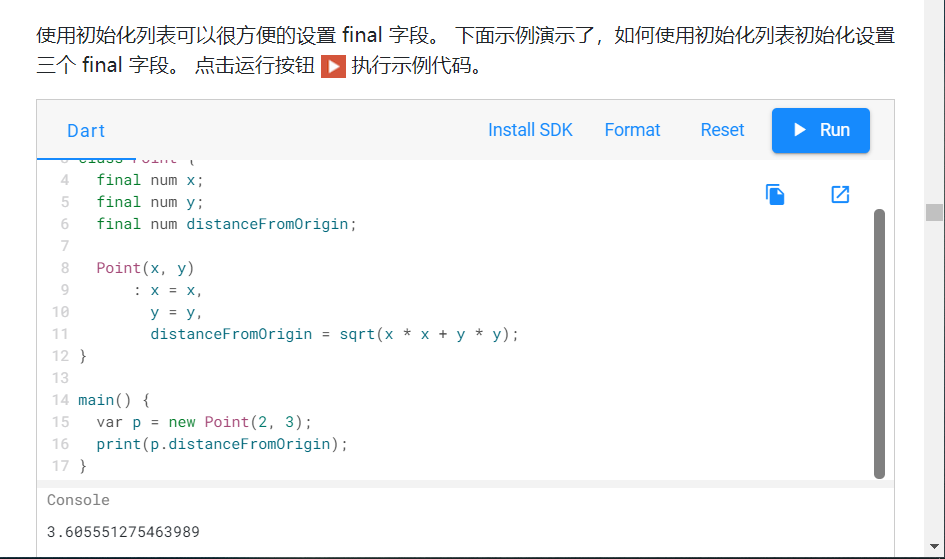 使用初始化列表可以很方便的设置 final 字段。 下面示例演示了，如何使用初始化列表初始化设置
三个 final 字段。 点击运行按钮 执行示例代码。
Dart
Install SDK Format Reset Run
3 class Point {
4 final num x;
5 final num y;
6 final num distanceFromOrigin;
7
8 Point(x, y)
9 : x = x,
10 y = y,
11 distanceFromOrigin = sqrt(x * x + y * y);
12 }
13
14 main() {
15 var p = new Point(2, 3);
16 print(p.distanceFromOrigin);
17 }
Console
3.605551275463989